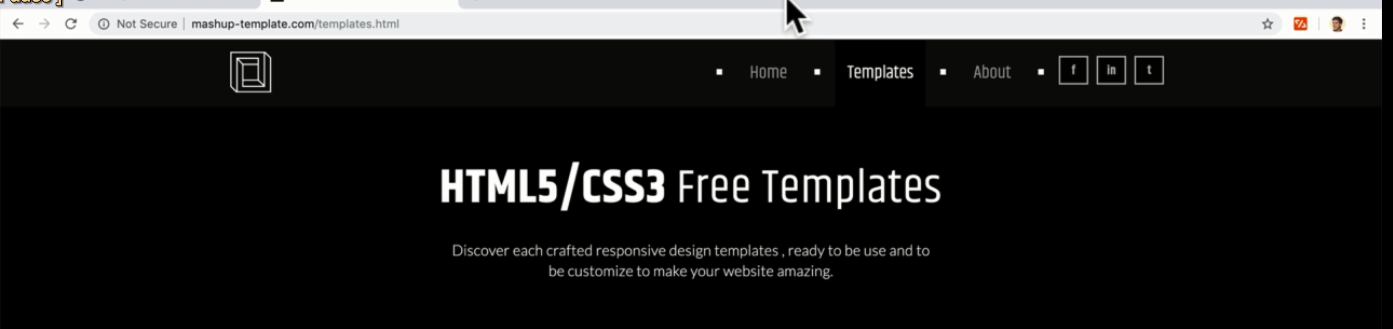 Not Secure | mashup-template.com/templates.html
Home Templates About f in t
HTML5/CSS3 Free Templates
Discover each crafted responsive design templates , ready to be use and to
be customize to make your website amazing.